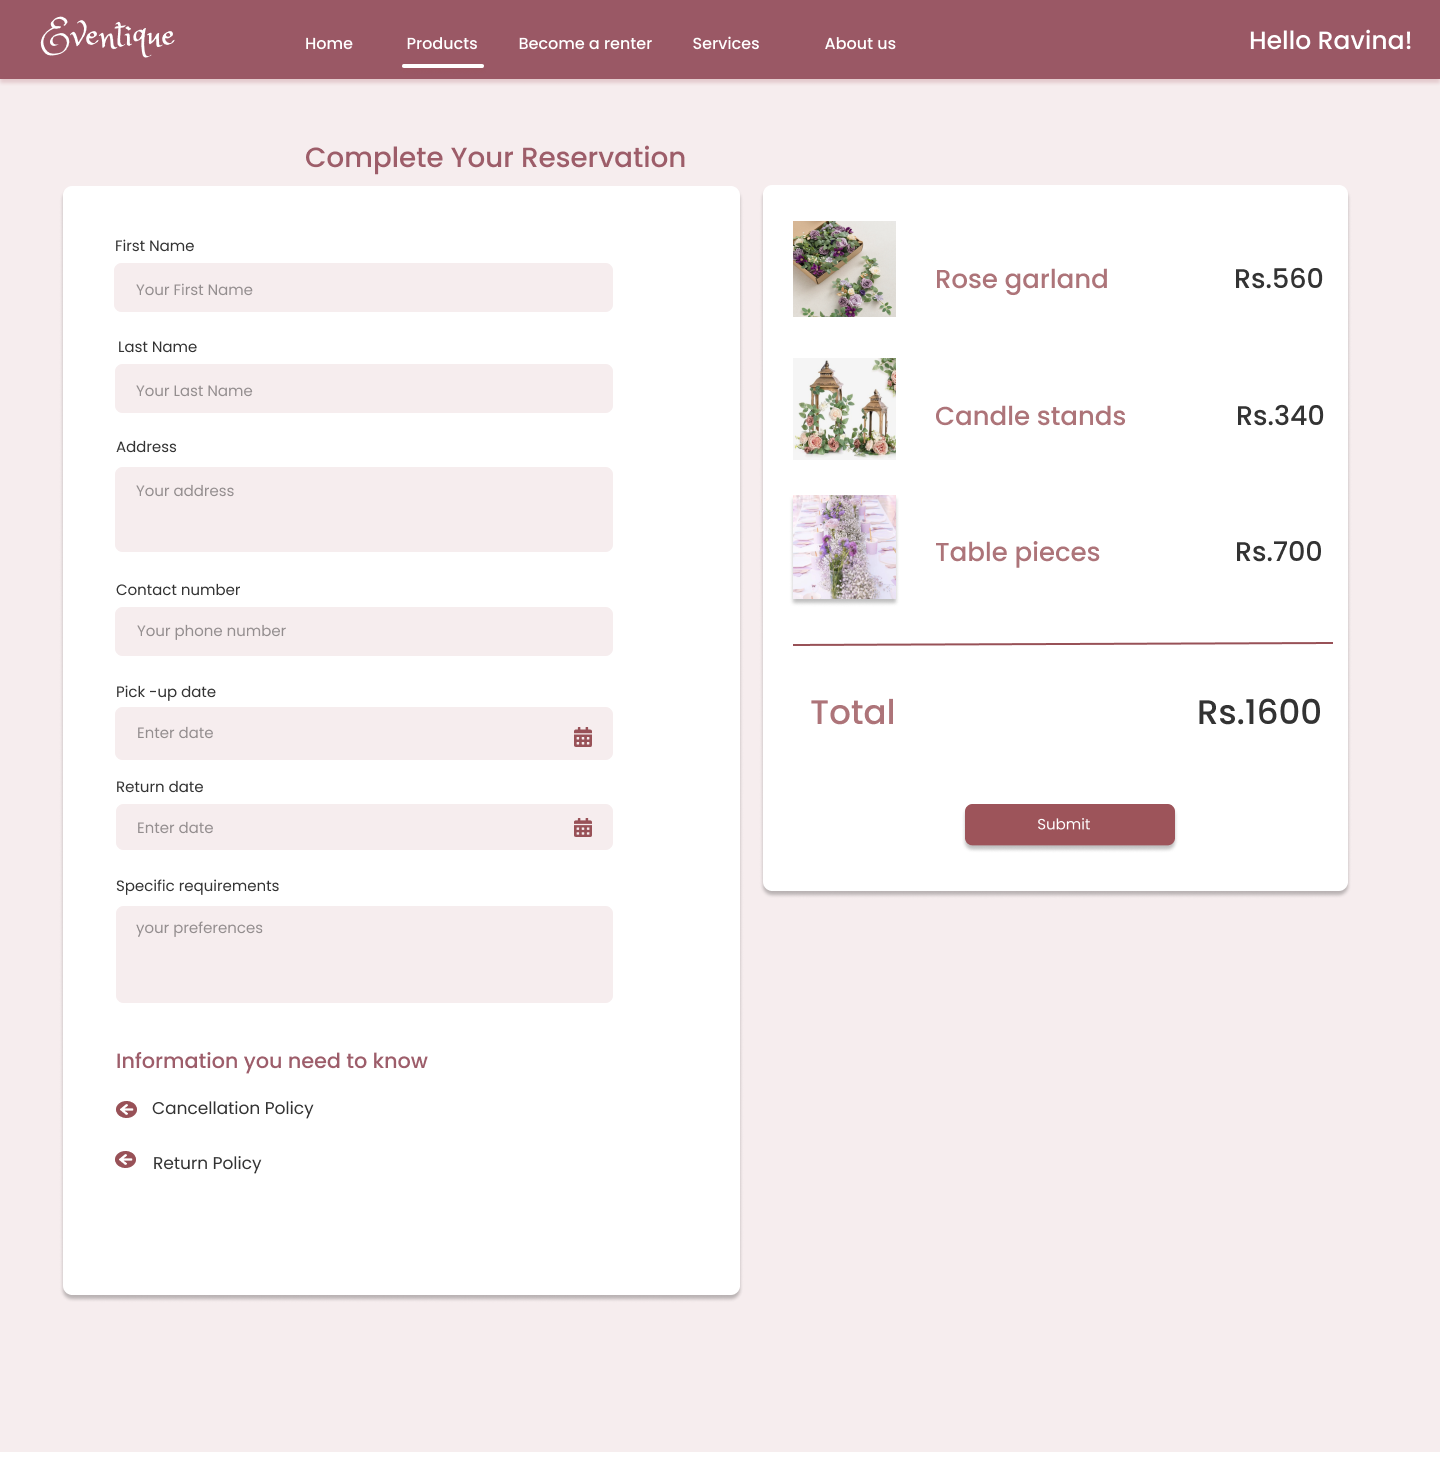 Eventique
Home Products Become a renter Services About us
Hello Ravina!
Complete Your Reservation
First Name
Your First Name
Last Name
Your Last Name
Address
Your address
Contact number
Your phone number
Pick -up date
Enter date
Return date
Enter date
Specific requirements
your preferences
Information you need to know
Cancellation Policy
Return Policy
Rose garland Rs.560
Candle stands Rs.340
Table pieces Rs.700
Total Rs.1600
Submit